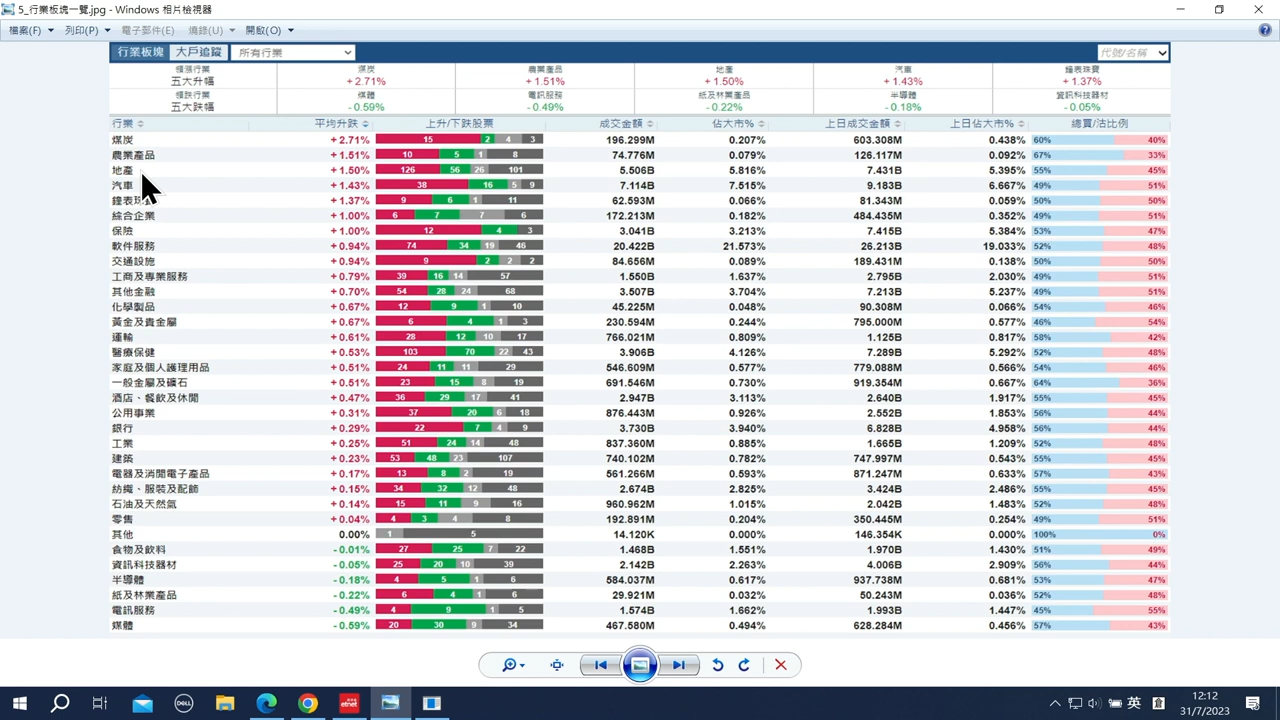 5_行業板塊一覽.jpg - Windows 相片檢視器
檔案(F) 列印(P) 電子郵件(E) 燒錄(U) 開啟(O)
行業板塊 大戶追蹤 所有行業 代號/名稱
領漲行業 煤炭 農業產品 地產 汽車 鐘表珠寶
五大升幅 + 2.71% + 1.51% + 1.50% + 1.43% + 1.37%
領跌行業 媒體 電訊服務 紙及林業產品 半導體 資訊科技器材
五大跌幅 - 0.59% - 0.49% - 0.22% - 0.18% - 0.05%
行業 平均升跌 上升/下跌股票 成交金額 佔大市% 上日成交金額 上日佔大市% 總買/沽比例
煤炭 + 2.71% 15 2 4 3 196.299M 0.207% 603.308M 0.438% 60% 40%
農業產品 + 1.51% 10 5 1 8 74.776M 0.079% 126.117M 0.092% 67% 33%
地產 + 1.50% 126 56 26 101 5.506B 5.816% 7.431B 5.395% 55% 45%
汽車 + 1.43% 38 16 5 9 7.114B 7.515% 9.183B 6.667% 49% 51%
鐘表 + 1.37% 9 6 1 11 62.593M 0.066% 81.343M 0.059% 50% 50%
綜合企業 + 1.00% 6 7 7 6 172.213M 0.182% 484.435M 0.352% 49% 51%
保險 + 1.00% 12 4 3 3.041B 3.213% 7.415B 5.384% 53% 47%
軟件服務 + 0.94% 74 34 19 46 20.422B 21.573% 26.213B 19.033% 52% 48%
交通設施 + 0.94% 9 2 2 2 84.656M 0.089% 189.431M 0.138% 50% 50%
工商及專業服務 + 0.79% 39 16 14 57 1.550B 1.637% 2.795B 2.030% 49% 51%
其他金融 + 0.70% 54 28 24 68 3.507B 3.704% 7.213B 5.237% 49% 51%
化學製品 + 0.67% 12 9 1 10 45.225M 0.048% 90.308M 0.066% 54% 46%
黃金及貴金屬 + 0.67% 6 4 1 3 230.594M 0.244% 795.000M 0.577% 46% 54%
運輸 + 0.61% 28 12 10 17 766.021M 0.809% 1.125B 0.817% 58% 42%
醫療保健 + 0.53% 103 70 22 43 3.906B 4.126% 7.289B 5.292% 52% 48%
家庭及個人護理用品 + 0.51% 24 11 11 29 546.609M 0.577% 779.088M 0.566% 54% 46%
一般金屬及礦石 + 0.51% 23 15 8 19 691.546M 0.730% 919.354M 0.667% 64% 36%
酒店、餐飲及休閒 + 0.47% 36 29 17 41 2.947B 3.113% 2.640B 1.917% 55% 45%
公用事業 + 0.31% 37 20 6 18 876.443M 0.926% 2.552B 1.853% 56% 44%
銀行 + 0.29% 22 7 4 9 3.730B 3.940% 6.828B 4.958% 56% 44%
工業 + 0.25% 51 24 14 48 837.360M 0.885% 1.665B 1.209% 52% 48%
建築 + 0.23% 53 48 23 107 740.102M 0.782% 747.997M 0.543% 55% 45%
電器及消閒電子產品 + 0.17% 13 8 2 19 561.266M 0.593% 871.247M 0.633% 57% 43%
紡織、服裝及配飾 + 0.15% 34 32 12 48 2.674B 2.825% 3.424B 2.486% 55% 45%
石油及天然氣 + 0.14% 15 11 9 16 960.962M 1.015% 2.042B 1.483% 52% 48%
零售 + 0.04% 4 3 4 8 192.891M 0.204% 350.445M 0.254% 49% 51%
其他 0.00% 1 5 14.120K 0.000% 146.354K 0.000% 100% 0%
食物及飲料 - 0.01% 27 25 7 22 1.468B 1.551% 1.970B 1.430% 51% 49%
資訊科技器材 - 0.05% 25 20 10 39 2.142B 2.263% 4.006B 2.909% 56% 44%
半導體 - 0.18% 4 5 1 6 584.037M 0.617% 937.738M 0.681% 53% 47%
紙及林業產品 - 0.22% 6 4 1 6 29.921M 0.032% 50.243M 0.036% 52% 48%
電訊服務 - 0.49% 4 9 1 5 1.574B 1.662% 1.993B 1.447% 45% 55%
媒體 - 0.59% 20 30 9 34 467.580M 0.494% 628.284M 0.456% 57% 43%
DELL etnet 英 12:12
31/7/2023